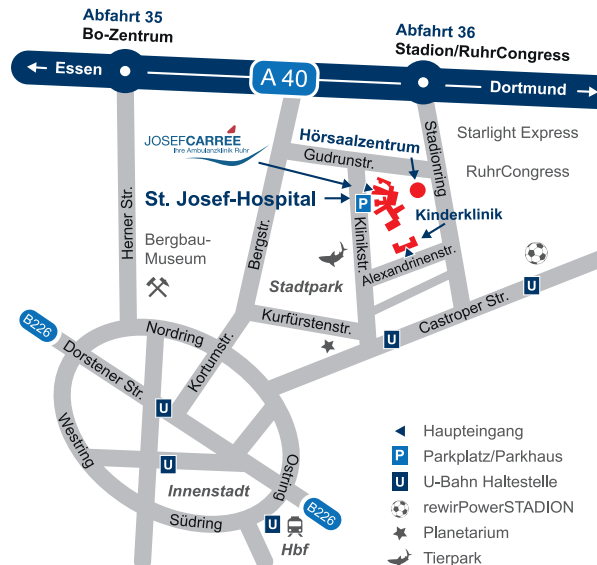 Abfahrt 35
Bo-Zentrum
Abfahrt 36
Stadion/RuhrCongress
Essen
A 40
Dortmund
JOSEFCARREE
Ihre Ambulanzklinik Ruhr
Hörsaalzentrum
Gudrunstr.
Stadionring
Starlight Express
RuhrCongress
St. Josef-Hospital
P
Kinderklinik
Herner Str.
Bergbau-
Museum
Bergstr.
Klinikstr.
Stadtpark
Alexandrinenstr.
Castroper Str.
U
U
Kurfürstenstr.
Nordring
Kortumstr.
B226
Dorstener Str.
U
Westring
U
Innenstadt
Ostring
Südring
B226
U
Hbf
Haupteingang
P Parkplatz/Parkhaus
U U-Bahn Haltestelle
rewirPowerSTADION
Planetarium
Tierpark